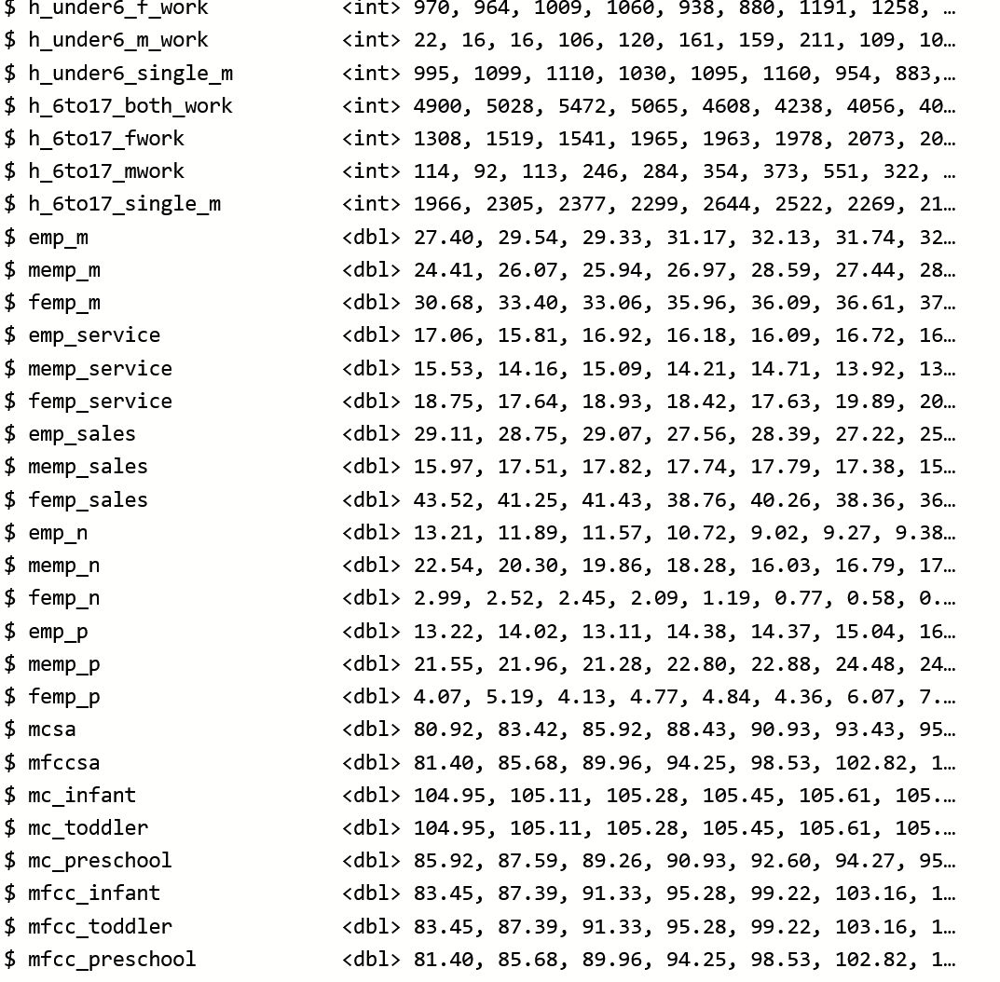 $ h_under6_f_work <int> 970, 964, 1009, 1060, 938, 880, 1191, 1258, …
$ h_under6_m_work <int> 22, 16, 16, 106, 120, 161, 159, 211, 109, 10…
$ h_under6_single_m <int> 995, 1099, 1110, 1030, 1095, 1160, 954, 883,…
$ h_6to17_both_work <int> 4900, 5028, 5472, 5065, 4608, 4238, 4056, 40…
$ h_6to17_fwork <int> 1308, 1519, 1541, 1965, 1963, 1978, 2073, 20…
$ h_6to17_mwork <int> 114, 92, 113, 246, 284, 354, 373, 551, 322, …
$ h_6to17_single_m <int> 1966, 2305, 2377, 2299, 2644, 2522, 2269, 21…
$ emp_m <dbl> 27.40, 29.54, 29.33, 31.17, 32.13, 31.74, 32…
$ memp_m <dbl> 24.41, 26.07, 25.94, 26.97, 28.59, 27.44, 28…
$ femp_m <dbl> 30.68, 33.40, 33.06, 35.96, 36.09, 36.61, 37…
$ emp_service <dbl> 17.06, 15.81, 16.92, 16.18, 16.09, 16.72, 16…
$ memp_service <dbl> 15.53, 14.16, 15.09, 14.21, 14.71, 13.92, 13…
$ femp_service <dbl> 18.75, 17.64, 18.93, 18.42, 17.63, 19.89, 20…
$ emp_sales <dbl> 29.11, 28.75, 29.07, 27.56, 28.39, 27.22, 25…
$ memp_sales <dbl> 15.97, 17.51, 17.82, 17.74, 17.79, 17.38, 15…
$ femp_sales <dbl> 43.52, 41.25, 41.43, 38.76, 40.26, 38.36, 36…
$ emp_n <dbl> 13.21, 11.89, 11.57, 10.72, 9.02, 9.27, 9.38…
$ memp_n <dbl> 22.54, 20.30, 19.86, 18.28, 16.03, 16.79, 17…
$ femp_n <dbl> 2.99, 2.52, 2.45, 2.09, 1.19, 0.77, 0.58, 0.…
$ emp_p <dbl> 13.22, 14.02, 13.11, 14.38, 14.37, 15.04, 16…
$ memp_p <dbl> 21.55, 21.96, 21.28, 22.80, 22.88, 24.48, 24…
$ femp_p <dbl> 4.07, 5.19, 4.13, 4.77, 4.84, 4.36, 6.07, 7.…
$ mcsa <dbl> 80.92, 83.42, 85.92, 88.43, 90.93, 93.43, 95…
$ mfccsa <dbl> 81.40, 85.68, 89.96, 94.25, 98.53, 102.82, 1…
$ mc_infant <dbl> 104.95, 105.11, 105.28, 105.45, 105.61, 105.…
$ mc_toddler <dbl> 104.95, 105.11, 105.28, 105.45, 105.61, 105.…
$ mc_preschool <dbl> 85.92, 87.59, 89.26, 90.93, 92.60, 94.27, 95…
$ mfcc_infant <dbl> 83.45, 87.39, 91.33, 95.28, 99.22, 103.16, 1…
$ mfcc_toddler <dbl> 83.45, 87.39, 91.33, 95.28, 99.22, 103.16, 1…
$ mfcc_preschool <dbl> 81.40, 85.68, 89.96, 94.25, 98.53, 102.82, 1…